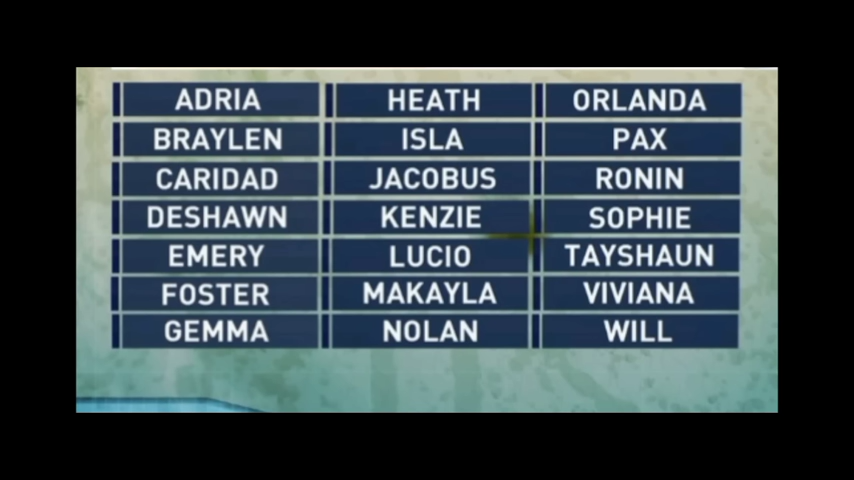 ADRIA HEATH ORLANDA
BRAYLEN ISLA PAX
CARIDAD JACOBUS RONIN
DESHAWN KENZIE SOPHIE
EMERY LUCIO TAYSHAUN
FOSTER MAKAYLA VIVIANA
GEMMA NOLAN WILL